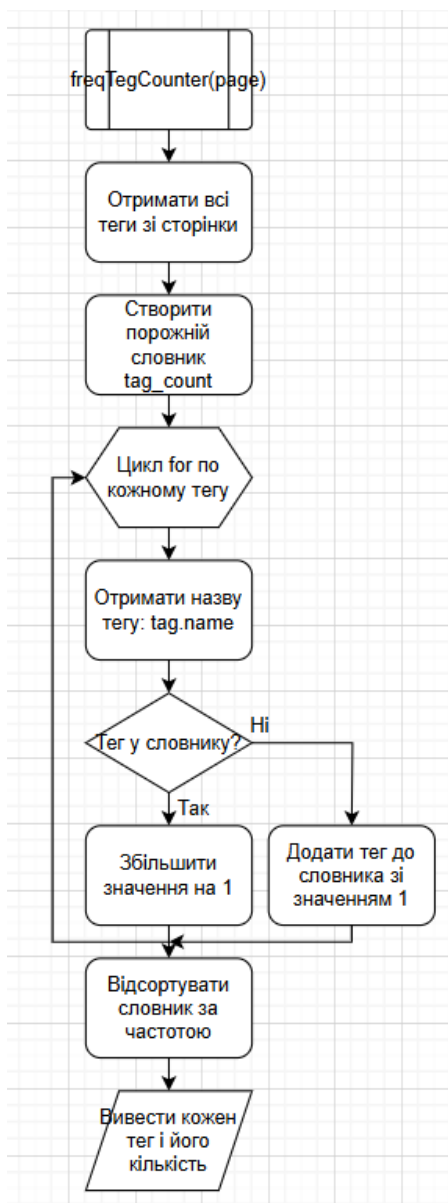 freqTegCounter(page)
Отримати всі
теги зі сторінки
Створити
порожній
словник
tag_count
Цикл for по
кожному тегу
Отримати назву
тегу: tag.name
Тег у словнику?
Ні
Так
Збільшити
значення на 1
Додати тег до
словника зі
значенням 1
Відсортувати
словник за
частотою
Вивести кожен
тег і його
кількість